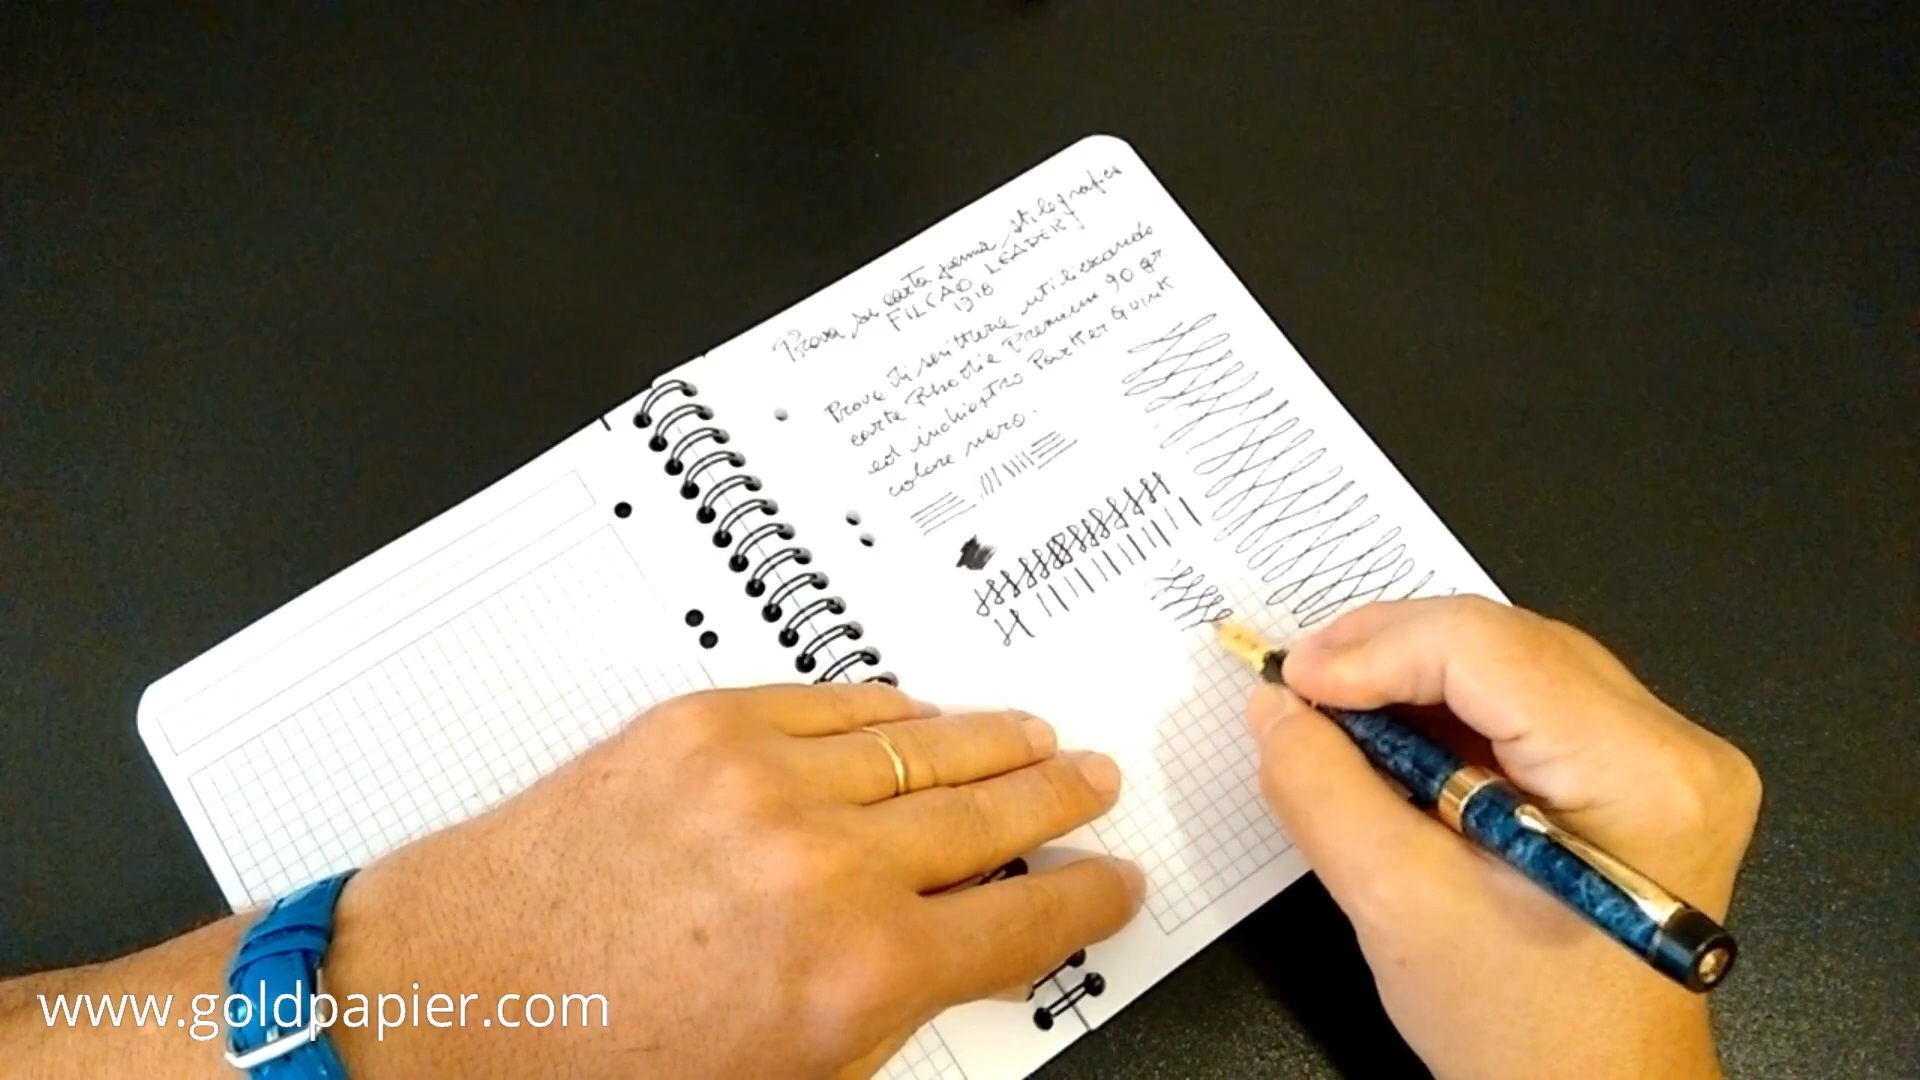 Prova su carta penna stilografica
FILCAO LEADER
1918
Prova di scrittura utilizzando
carta Rhodia Premium 90 gr
ed inchiostro Parker Quink
colore nero.
www.goldpapier.com